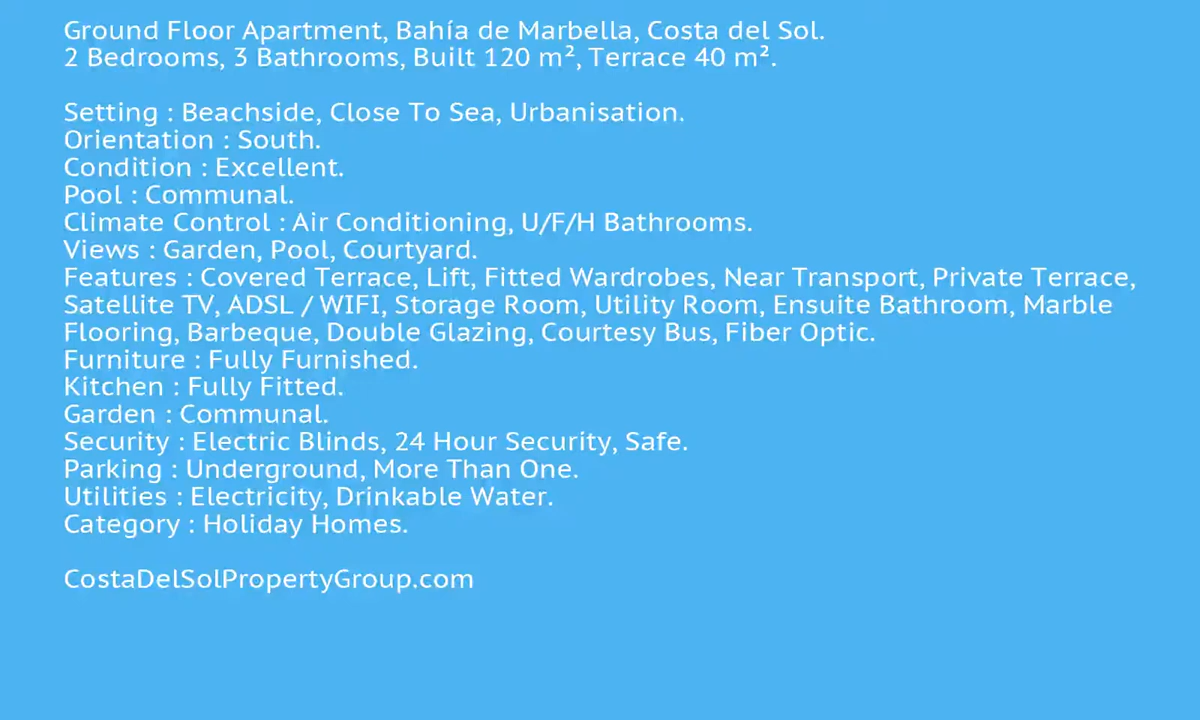 Ground Floor Apartment, Bahía de Marbella, Costa del Sol.
2 Bedrooms, 3 Bathrooms, Built 120 m², Terrace 40 m².
Setting : Beachside, Close To Sea, Urbanisation.
Orientation : South.
Condition : Excellent.
Pool : Communal.
Climate Control : Air Conditioning, U/F/H Bathrooms.
Views : Garden, Pool, Courtyard.
Features : Covered Terrace, Lift, Fitted Wardrobes, Near Transport, Private Terrace,
Satellite TV, ADSL / WIFI, Storage Room, Utility Room, Ensuite Bathroom, Marble
Flooring, Barbeque, Double Glazing, Courtesy Bus, Fiber Optic.
Furniture : Fully Furnished.
Kitchen : Fully Fitted.
Garden : Communal.
Security : Electric Blinds, 24 Hour Security, Safe.
Parking : Underground, More Than One.
Utilities : Electricity, Drinkable Water.
Category : Holiday Homes.
CostaDelSolPropertyGroup.com